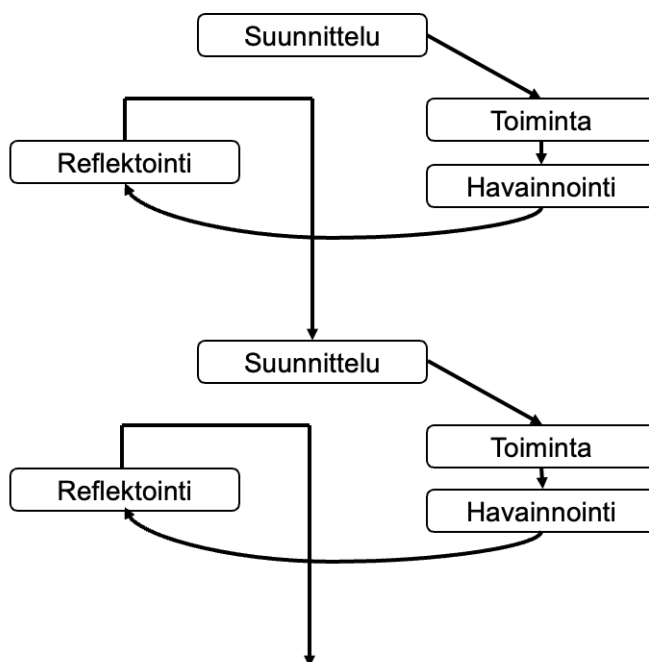 Suunnittelu
Toiminta
Reflektointi
Havainnointi
Suunnittelu
Toiminta
Reflektointi
Havainnointi